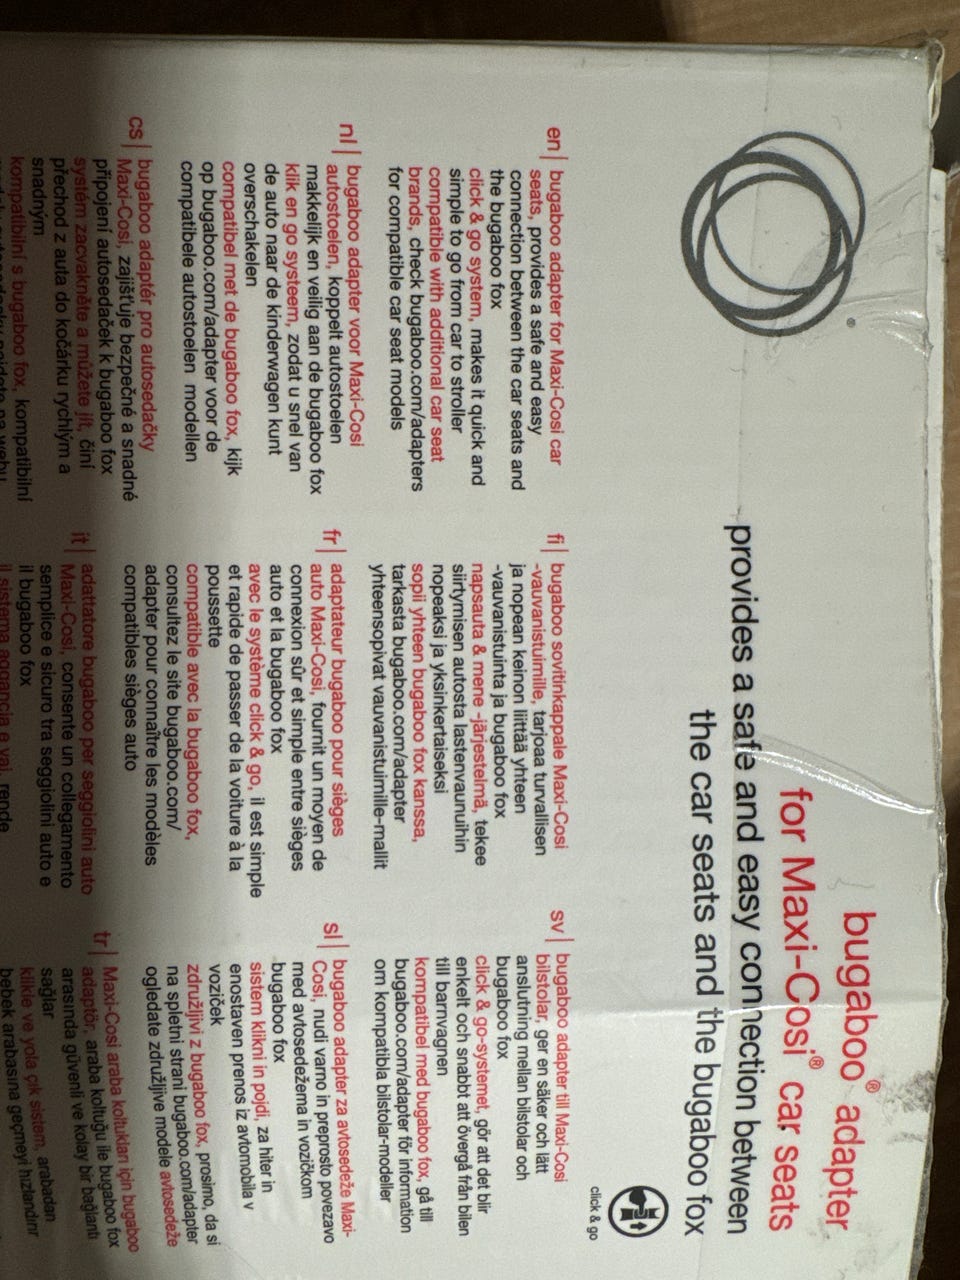 bugaboo® adapter
for Maxi-Cosi® car seats
provides a safe and easy connection between
the car seats and the bugaboo fox
click & go
en| bugaboo adapter for Maxi-Cosi car
seats, provides a safe and easy
connection between the car seats and
the bugaboo fox
click & go system, makes it quick and
simple to go from car to stroller
compatible with additional car seat
brands, check bugaboo.com/adapters
for compatible car seat models
nl| bugaboo adapter voor Maxi-Cosi
autostoelen, koppelt autostoelen
makkelijk en veilig aan de bugaboo fox
klik en go systeem, zodat u snel van
de auto naar de kinderwagen kunt
overschakelen
compatibel met de bugaboo fox, kijk
op bugaboo.com/adapter voor de
compatibele autostoelen modellen
cs| bugaboo adaptér pro autosedačky
Maxi-Cosi, zajišťuje bezpečné a snadné
připojení autosedaček k bugaboo fox
systém zacvakněte a můžete jít, činí
přechod z auta do kočárku rychlým a
snadným
kompatibilní s bugaboo fox, kompatibilní
fi| bugaboo sovitinkappale Maxi-Cosi
-vauvanistuimille, tarjoaa turvallisen
ja nopean keinon liittää yhteen
-vauvanistuinta ja bugaboo fox
napsauta & mene -järjestelmä, tekee
siirtymisen autosta lastenvaunuihin
nopeaksi ja yksinkertaiseksi
sopii yhteen bugaboo fox kanssa,
tarkasta bugaboo.com/adapter
yhteensopivat vauvanistuimille-mallit
fr| adaptateur bugaboo pour sièges
auto Maxi-Cosi, fournit un moyen de
connexion sûr et simple entre sièges
auto et la bugaboo fox
avec le système click & go, il est simple
et rapide de passer de la voiture à la
poussette
compatible avec la bugaboo fox,
consultez le site bugaboo.com/
adapter pour connaître les modèles
compatibles sièges auto
it| adattatore bugaboo per seggiolini auto
Maxi-Cosi, consente un collegamento
semplice e sicuro tra seggiolini auto e
il bugaboo fox
il sistema aggancia e vai, rende
sv| bugaboo adapter till Maxi-Cosi
bilstolar, ger en säker och lätt
anslutning mellan bilstolar och
bugaboo fox
click & go-systemet, gör att det blir
enkelt och snabbt att övergå från bilen
till barnvagnen
kompatibel med bugaboo fox, gå till
bugaboo.com/adapter för information
om kompatibla bilstolar-modeller
sl| bugaboo adapter za avtosedeže Maxi-
Cosi, nudi varno in preprosto povezavo
med avtosedežema in vozičkom
bugaboo fox
sistem klikni in pojdi, za hiter in
enostaven prenos iz avtomobila v
voziček
združljivi z bugaboo fox, prosimo, da si
na spletni strani bugaboo.com/adapter
ogledate združljive modele avtosedeže
tr| Maxi-Cosi araba koltukları için bugaboo
adaptör, araba koltuğu ile bugaboo fox
arasında güvenli ve kolay bir bağlantı
sağlar
klikle ve yola çık sistem, arabadan
bebek arabasına geçmeyi hızlandırır